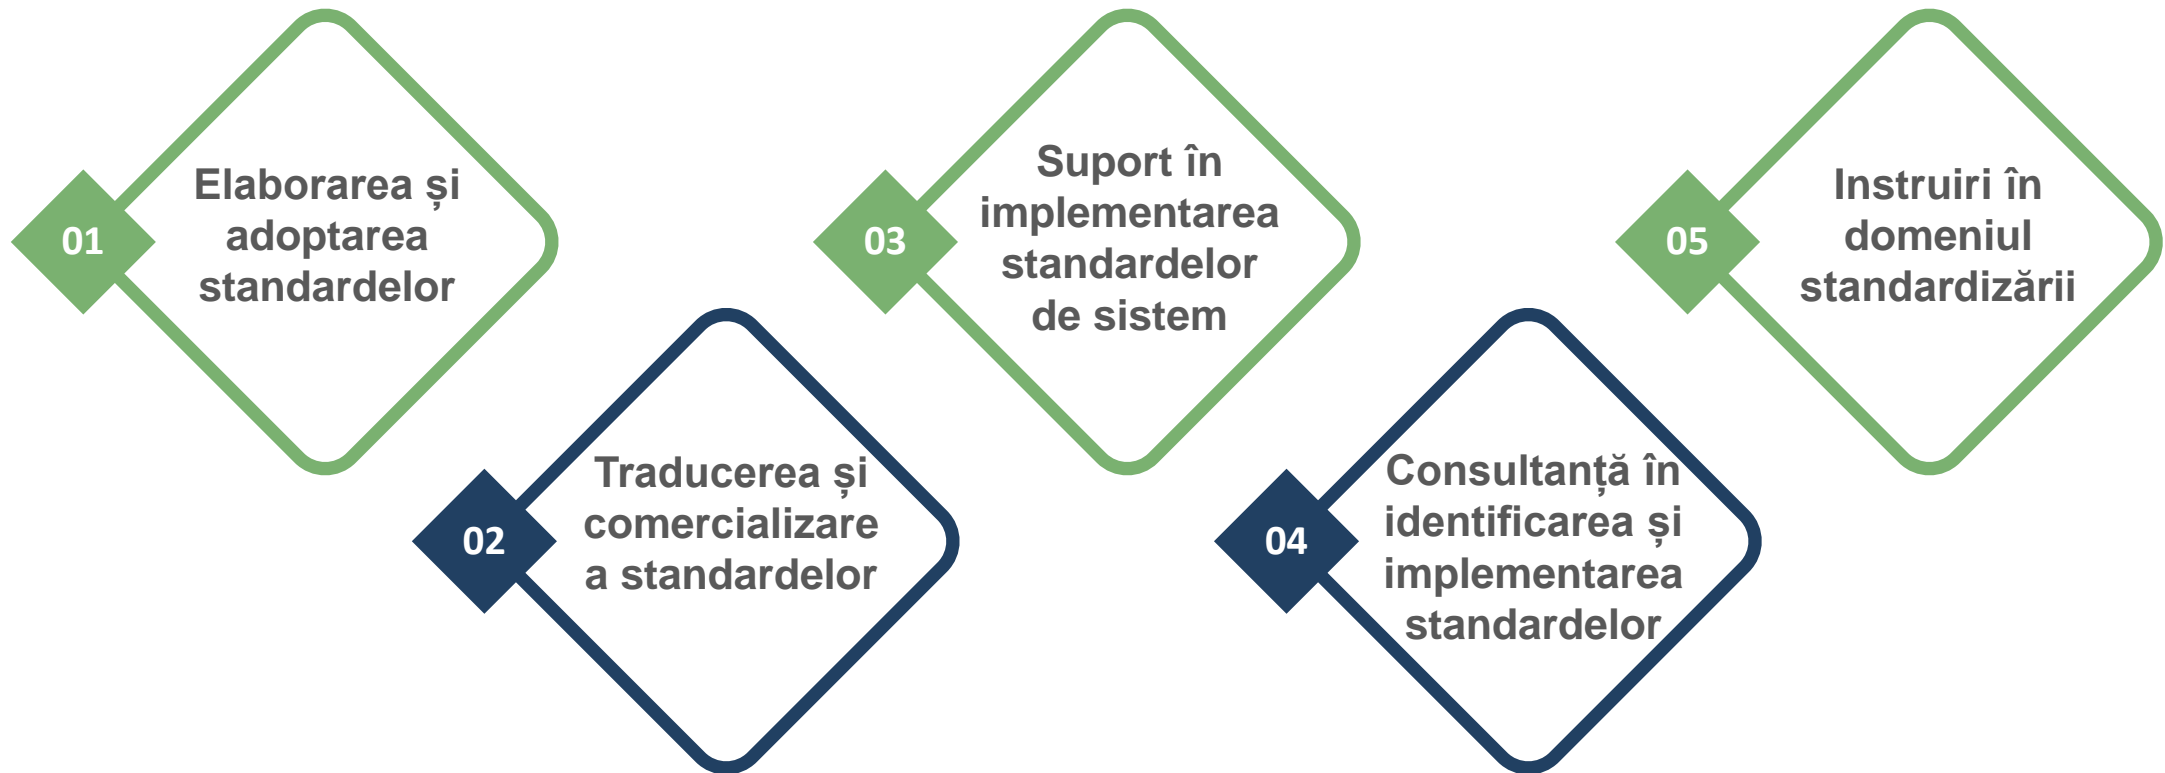 01
Elaborarea și
adoptarea
standardelor
02
Traducerea și
comercializare
a standardelor
03
Suport în
implementarea
standardelor
de sistem
04
Consultanță în
identificarea și
implementarea
standardelor
05
Instruiri în
domeniul
standardizării